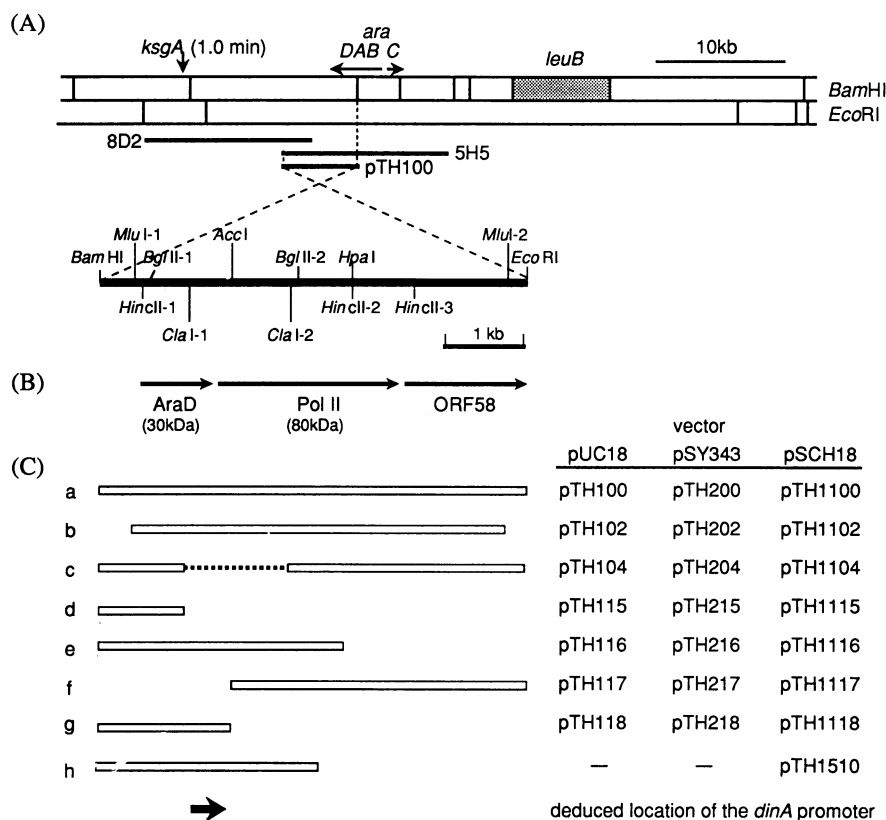 (A)
ksgA (1.0 min)
ara
DAB C
leuB
10kb
BamHI
EcoRI
8D2
5H5
pTH100
MluI-1
AccI
MluI-2
BamHI
BglII-1
BglII-2
HpaI
EcoRI
HincII-1
HincII-2
HincII-3
ClaI-1
ClaI-2
1 kb
(B)
AraD
Pol II
ORF58
(30kDa)
(80kDa)
vector
(C)
pUC18 pSY343 pSCH18
a pTH100 pTH200 pTH1100
b pTH102 pTH202 pTH1102
c pTH104 pTH204 pTH1104
d pTH115 pTH215 pTH1115
e pTH116 pTH216 pTH1116
f pTH117 pTH217 pTH1117
g pTH118 pTH218 pTH1118
h — — pTH1510
deduced location of the dinA promoter